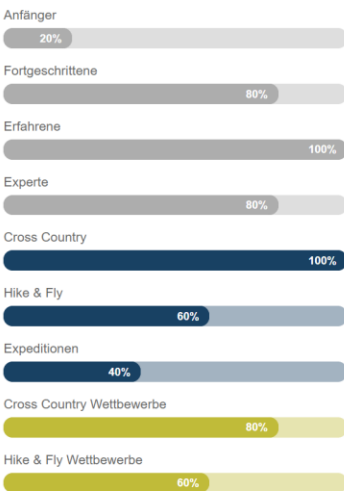 Anfänger
20%
Fortgeschrittene
80%
Erfahrene
100%
Experte
80%
Cross Country
100%
Hike & Fly
60%
Expeditionen
40%
Cross Country Wettbewerbe
80%
Hike & Fly Wettbewerbe
60%